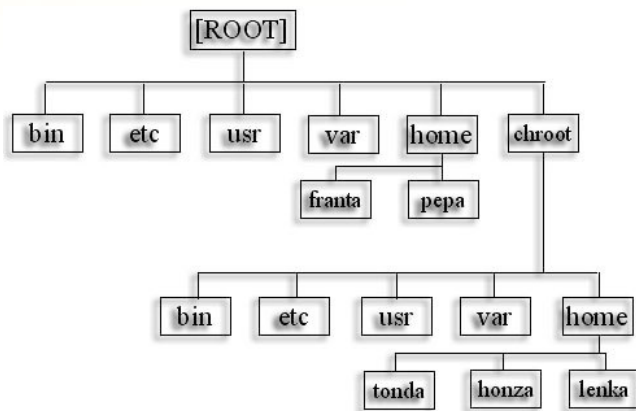 [ROOT]
bin etc usr var home chroot
franta pepa
bin etc usr var home
tonda honza lenka